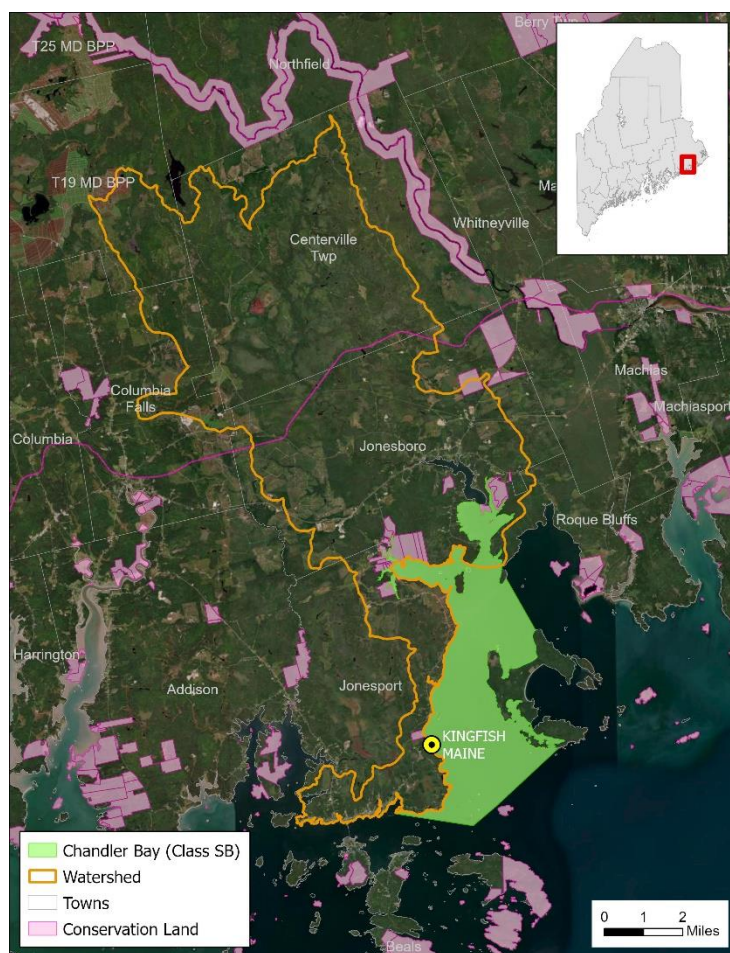 T25 MD BPP
Berry Twp
Northfield
T19 MD BPP
Whitneyville
Centerville
Twp
Machias
Columbia
Falls
Machiasport
Columbia
Jonesboro
Roque Bluffs
Harrington
Addison
Jonesport
KINGFISH
MAINE
Beals
Chandler Bay (Class SB)
Watershed
Towns
Conservation Land
0 1 2
Miles